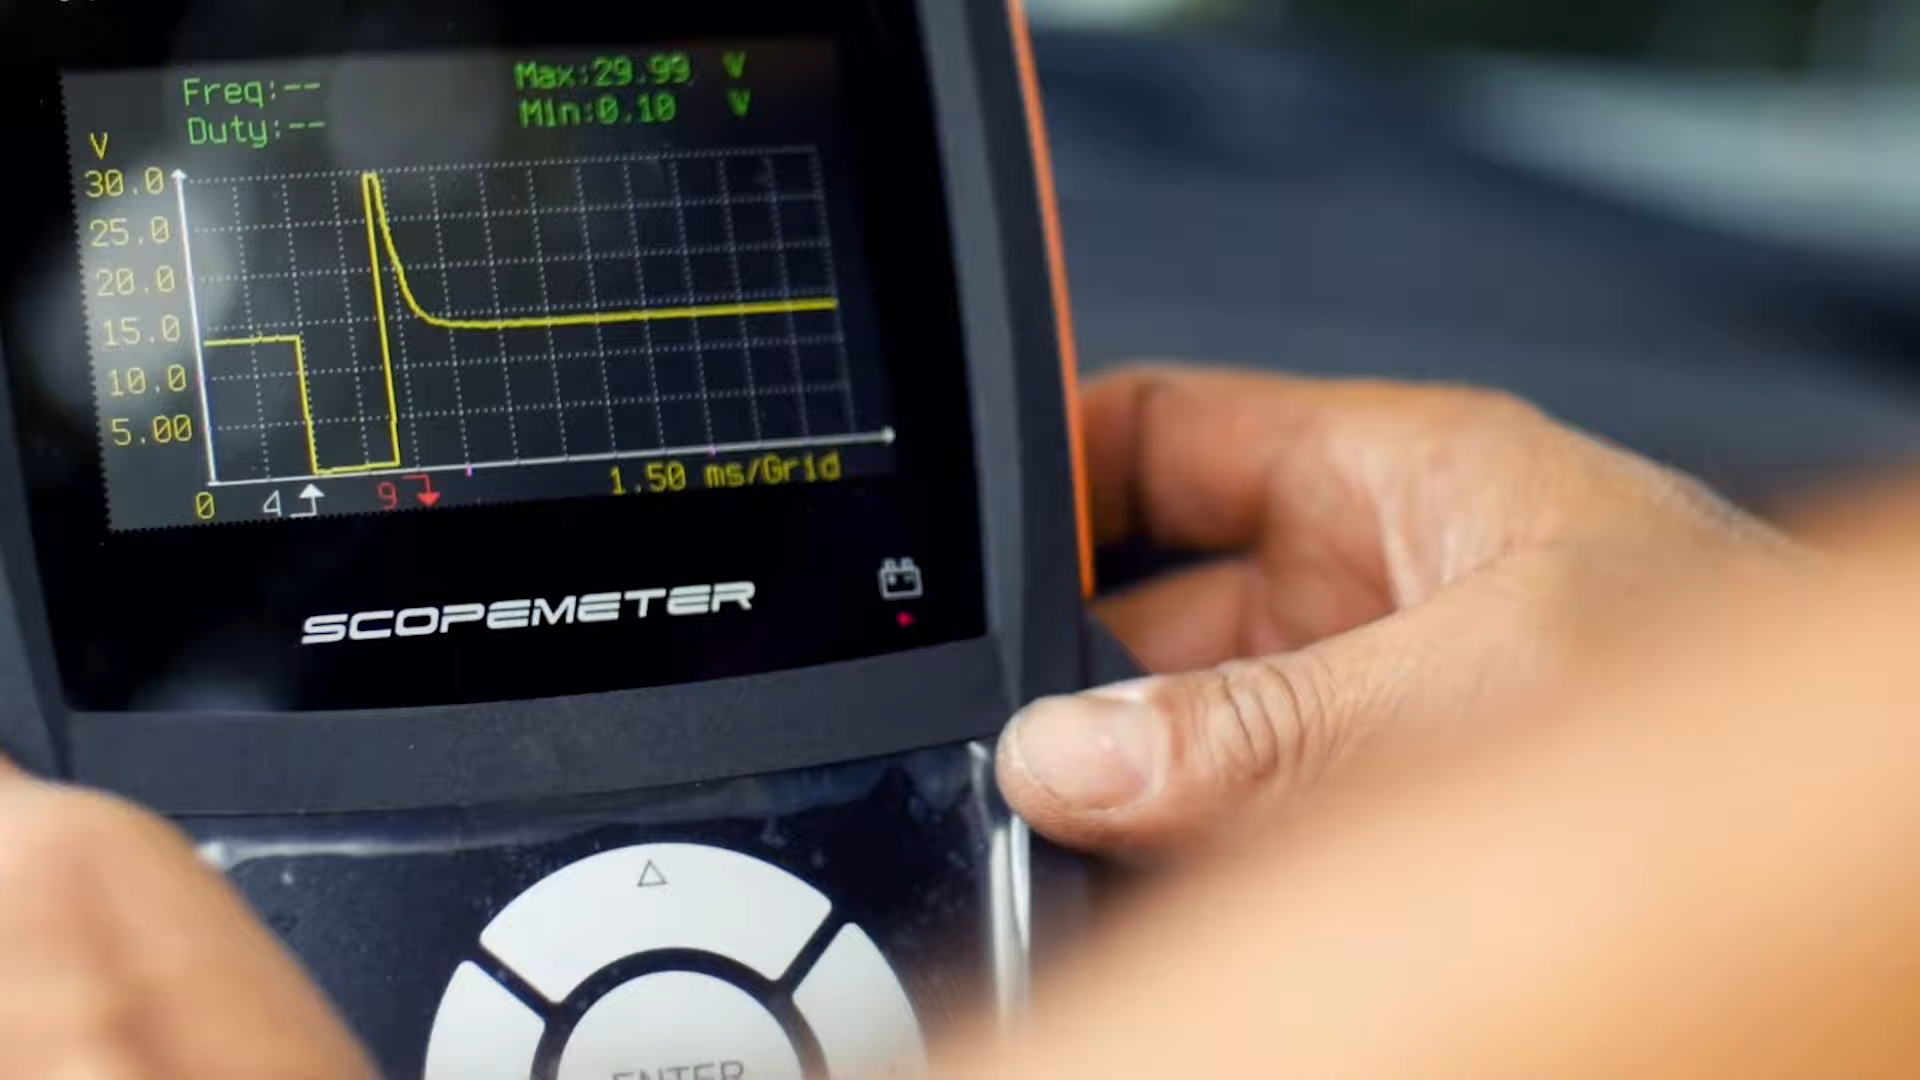 Freq:-- Max:29.99 V
Duty:-- Min:0.10 V
V
30.0
25.0
20.0
15.0
10.0
5.00
0 4 9 1.50 ms/Grid
SCOPEMETER
ENTER